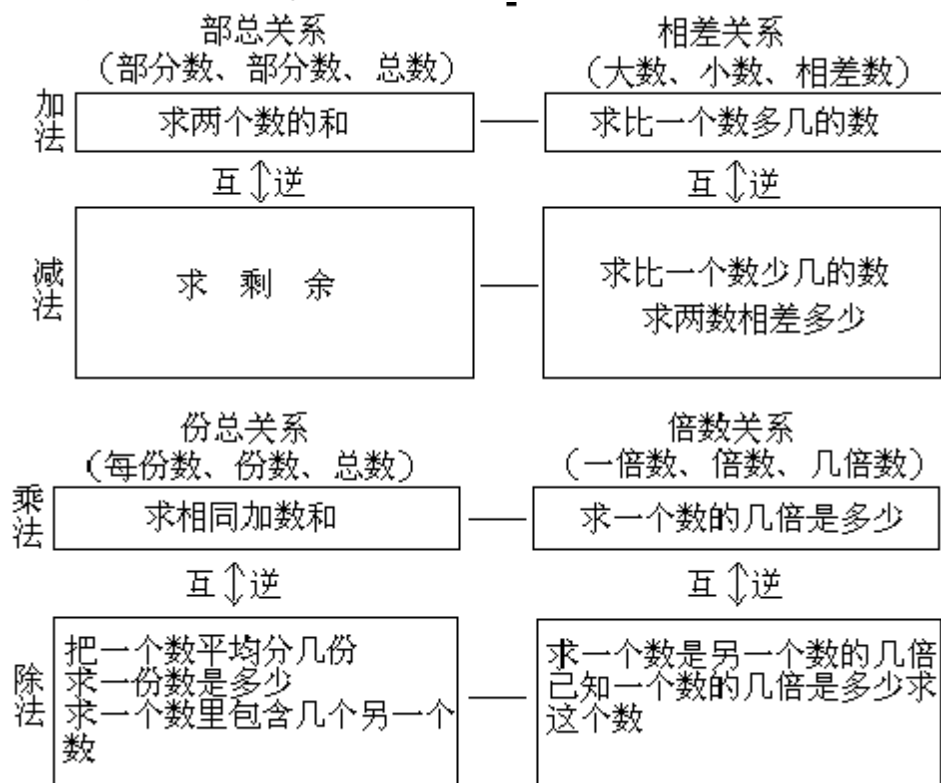 部总关系
（部分数、部分数、总数）
相差关系
（大数、小数、相差数）
加法
求两个数的和
求比一个数多几的数
互逆
互逆
减法
求 剩 余
求比一个数少几的数
求两数相差多少
份总关系
（每份数、份数、总数）
倍数关系
（一倍数、倍数、几倍数）
乘法
求相同加数和
求一个数的几倍是多少
互逆
互逆
除法
把一个数平均分几份
求一份数是多少
求一个数里包含几个另一个
数
求一个数是另一个数的几倍
已知一个数的几倍是多少求
这个数